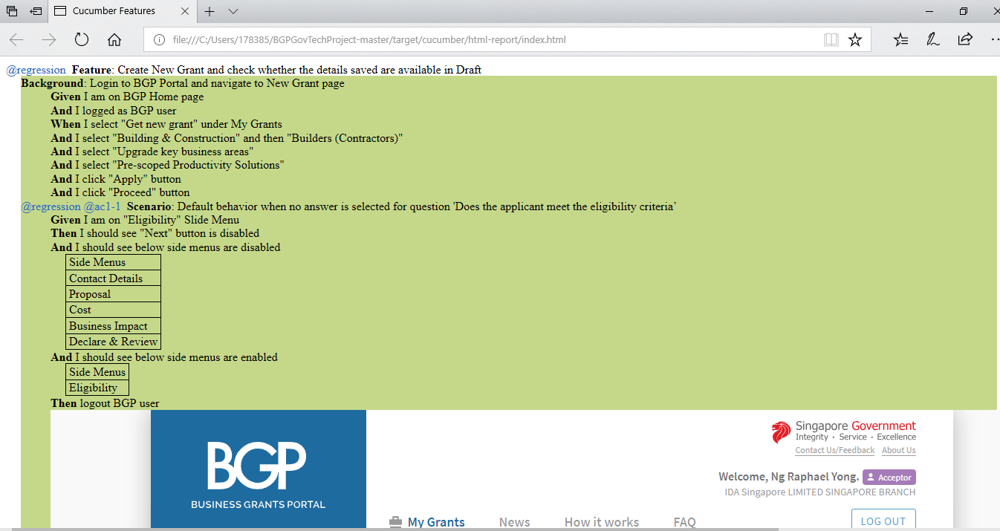 Cucumber Features
file:///C:/Users/178385/BGPGovTechProject-master/target/cucumber/html-report/index.html
@regression Feature: Create New Grant and check whether the details saved are available in Draft
Background: Login to BGP Portal and navigate to New Grant page
Given I am on BGP Home page
And I logged as BGP user
When I select "Get new grant" under My Grants
And I select "Building & Construction" and then "Builders (Contractors)"
And I select "Upgrade key business areas"
And I select "Pre-scoped Productivity Solutions"
And I click "Apply" button
And I click "Proceed" button
@regression @ac1-1 Scenario: Default behavior when no answer is selected for question 'Does the applicant meet the eligibility criteria’
Given I am on "Eligibility" Slide Menu
Then I should see "Next" button is disabled
And I should see below side menus are disabled
Side Menus
Contact Details
Proposal
Cost
Business Impact
Declare & Review
And I should see below side menus are enabled
Side Menus
Eligibility
Then logout BGP user
BGP
BUSINESS GRANTS PORTAL
Singapore Government
Integrity · Service · Excellence
Contact Us/Feedback About Us
Welcome, Ng Raphael Yong. Acceptor
IDA Singapore LIMITED SINGAPORE BRANCH
My Grants News How it works FAQ LOG OUT